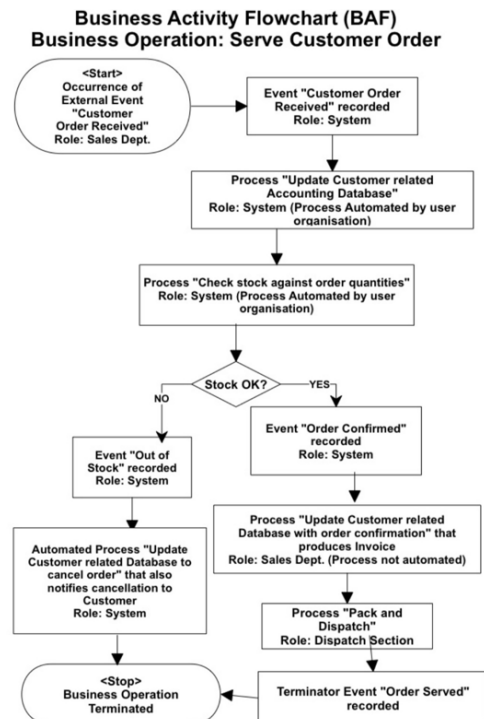 Business Activity Flowchart (BAF)
Business Operation: Serve Customer Order
<Start>
Occurrence of
External Event
"Customer
Order Received"
Role: Sales Dept.
Event "Customer Order
Received" recorded
Role: System
Process "Update Customer related
Accounting Database"
Role: System (Process Automated by user
organisation)
Process "Check stock against order quantities"
Role: System (Process Automated by user
organisation)
Stock OK?
NO
YES
Event "Out of
Stock" recorded
Role: System
Event "Order Confirmed"
recorded
Role: System
Automated Process "Update
Customer related Database to
cancel order" that also
notifies cancellation to
Customer
Role: System
Process "Update Customer related
Database with order confirmation" that
produces Invoice
Role: Sales Dept. (Process not automated)
Process "Pack and
Dispatch"
Role: Dispatch Section
<Stop>
Business Operation
Terminated
Terminator Event "Order Served"
recorded